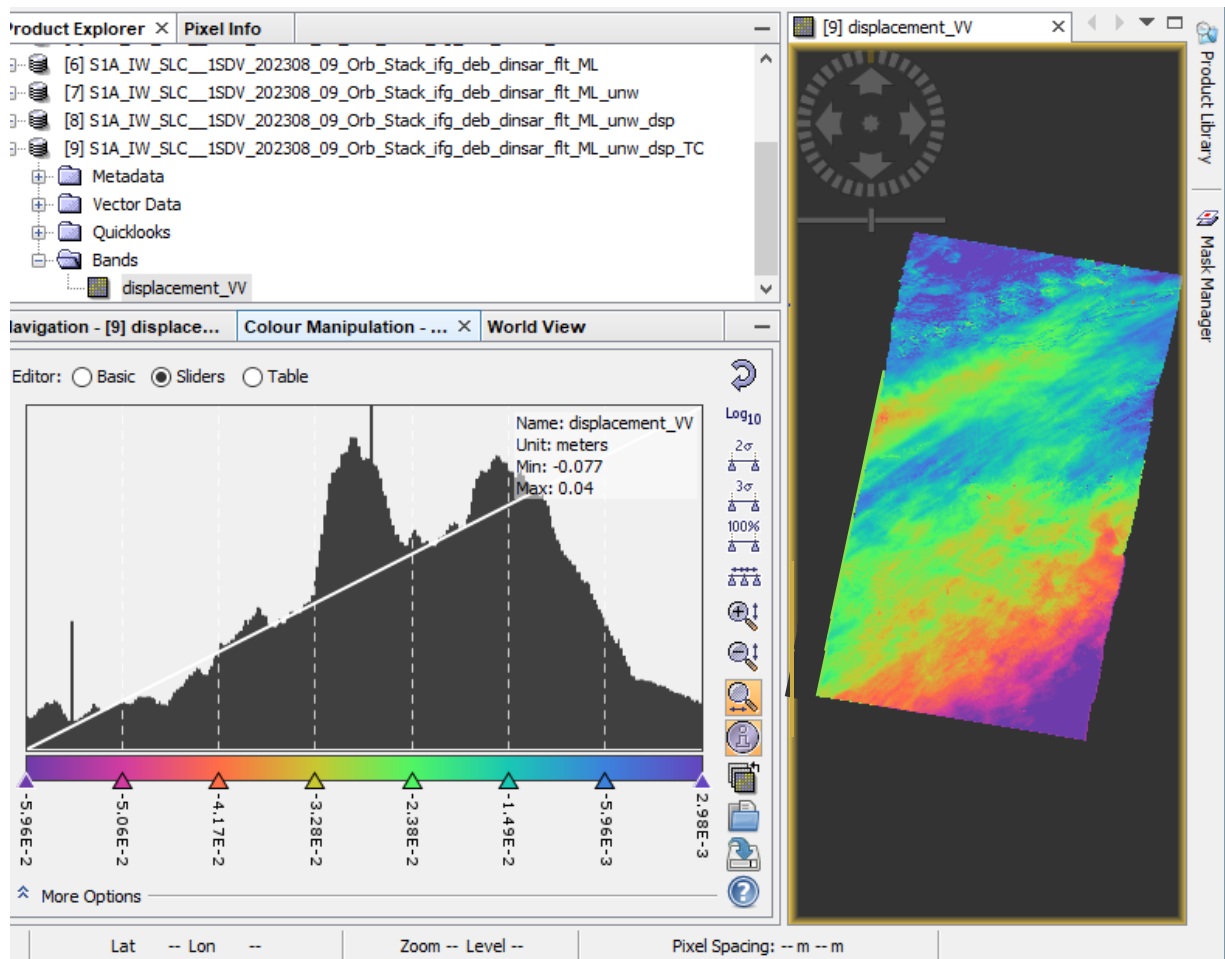 Product Explorer × Pixel Info
[6] S1A_IW_SLC__1SDV_202308_09_Orb_Stack_ifg_deb_dinsar_flt_ML
[7] S1A_IW_SLC__1SDV_202308_09_Orb_Stack_ifg_deb_dinsar_flt_ML_unw
[8] S1A_IW_SLC__1SDV_202308_09_Orb_Stack_ifg_deb_dinsar_flt_ML_unw_dsp
[9] S1A_IW_SLC__1SDV_202308_09_Orb_Stack_ifg_deb_dinsar_flt_ML_unw_dsp_TC
Metadata
Vector Data
Quicklooks
Bands
displacement_VV
avigation - [9] displace... Colour Manipulation - ... × World View
Editor: Basic Sliders Table
Name: displacement_VV
Unit: meters
Min: -0.077
Max: 0.04
Log10
2σ
3σ
100%
-5.96E-2
-5.06E-2
-4.17E-2
-3.28E-2
-2.38E-2
-1.49E-2
-5.96E-3
2.98E-3
More Options
[9] displacement_VV ×
Product Library
Mask Manager
Lat -- Lon -- Zoom -- Level -- Pixel Spacing: -- m -- m